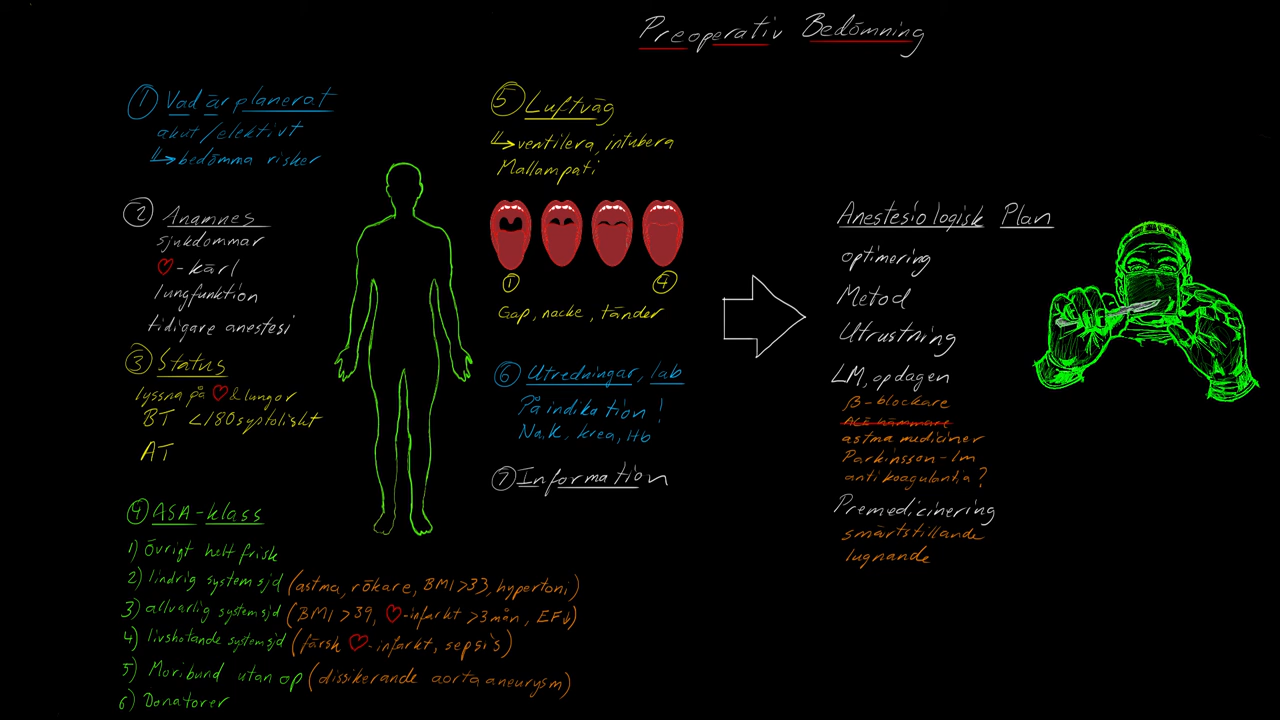 Preoperativ Bedömning
① Vad är planerat
akut/elektivt
↳ bedömma risker
② Anamnes
sjukdommar
♡-kärl
lungfunktion
tidigare anestesi
③ Status
lyssna på ♡ & lungor
BT <180 systoliskt
AT
④ ASA-klass
1) Övrigt helt frisk
2) lindrig systemsjd (astma, rökare, BMI >33, hypertoni)
3) allvarlig systemsjd (BMI >39, ♡-infarkt >3 mån, EF↓)
4) livshotande systemsjd (färsk ♡-infarkt, sepsis)
5) Moribund utan op (dissikerande aortaaneurysm)
6) Donatorer
⑤ Luftväg
↳ ventilera, intubera
Mallampati
① ④
Gap, nacke, tänder
⑥ Utredningar, lab
På indikation!
Na,K, krea, Hb
⑦ Information
Anestesiologisk Plan
optimering
Metod
Utrustning
LM, opdagen
β-blockare
ACE hämmare
astma mediciner
Parkinsson-lm
antikoagulantia?
Premedicinering
smärtstillande
lugnande